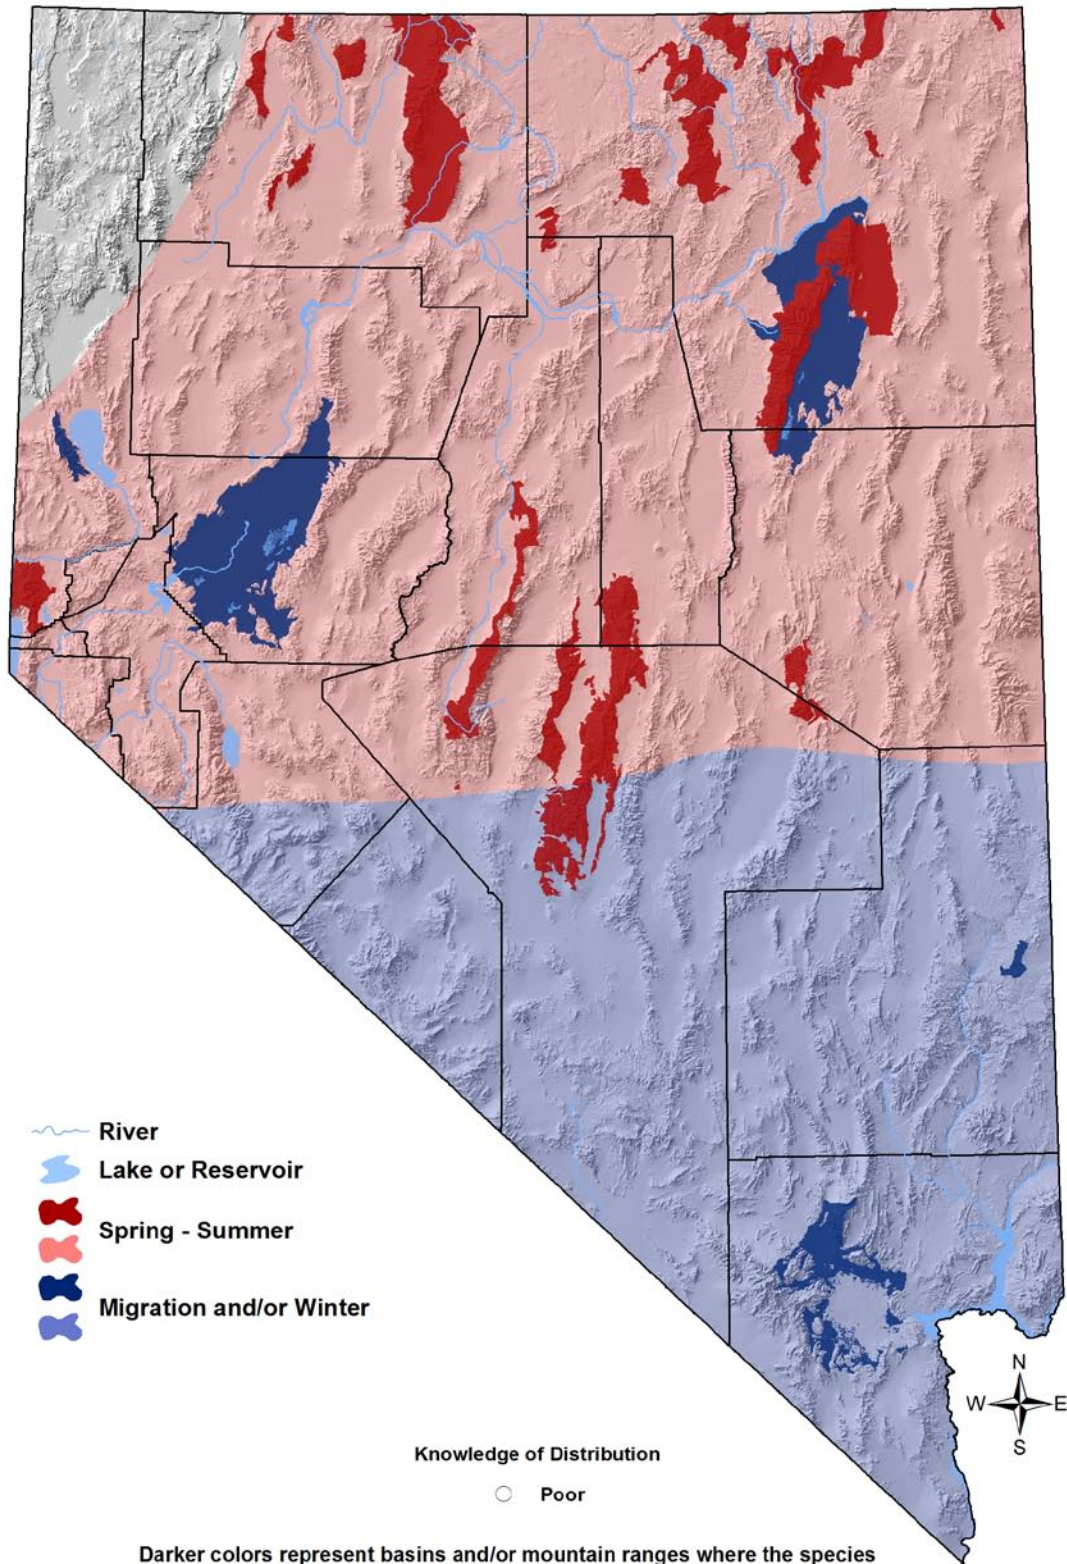 River
Lake or Reservoir
Spring - Summer
Migration and/or Winter
N
W E
S
Knowledge of Distribution
Poor
Darker colors represent basins and/or mountain ranges where the species